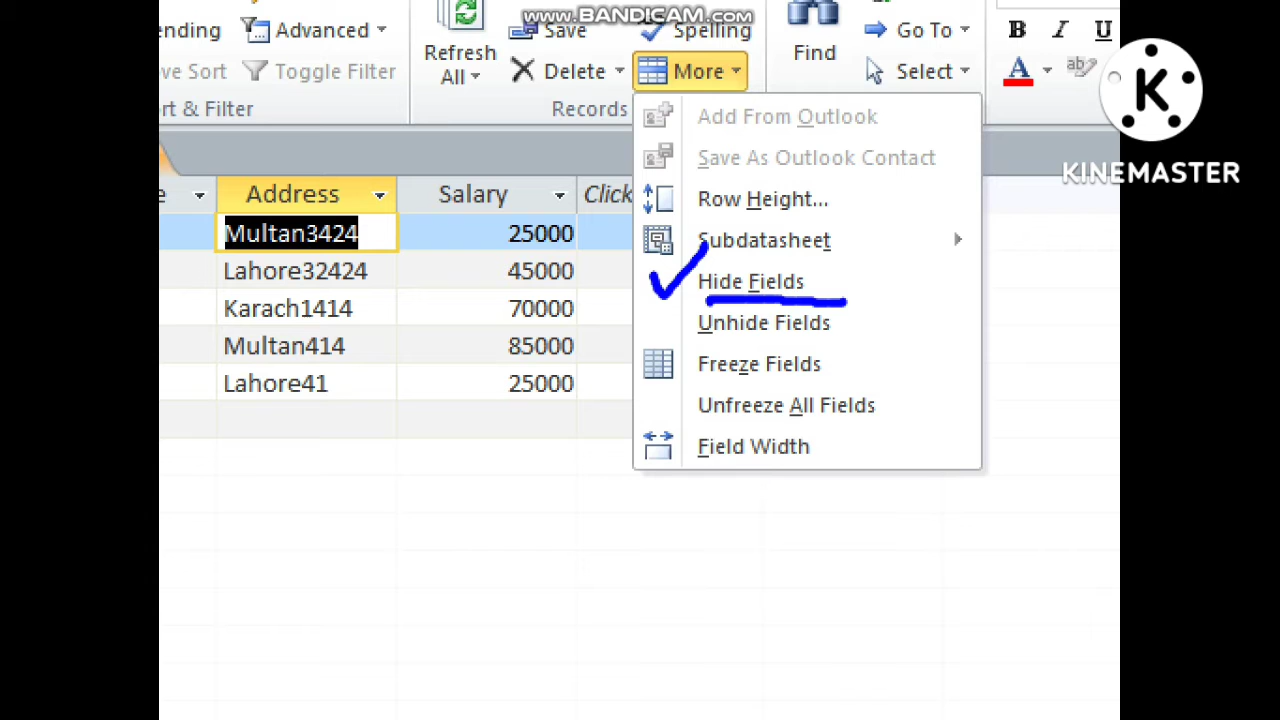 www.BANDICAM.com
ending
Advanced
ve Sort
Toggle Filter
rt & Filter
Refresh
All
Save
Spelling
Delete
More
Records
Find
Go To
Select
B I U
A
ab
K
KINEMASTER
Add From Outlook
Save As Outlook Contact
Row Height...
Subdatasheet
Hide Fields
Unhide Fields
Freeze Fields
Unfreeze All Fields
Field Width
e Address Salary Click
Multan3424 25000
Lahore32424 45000
Karach1414 70000
Multan414 85000
Lahore41 25000